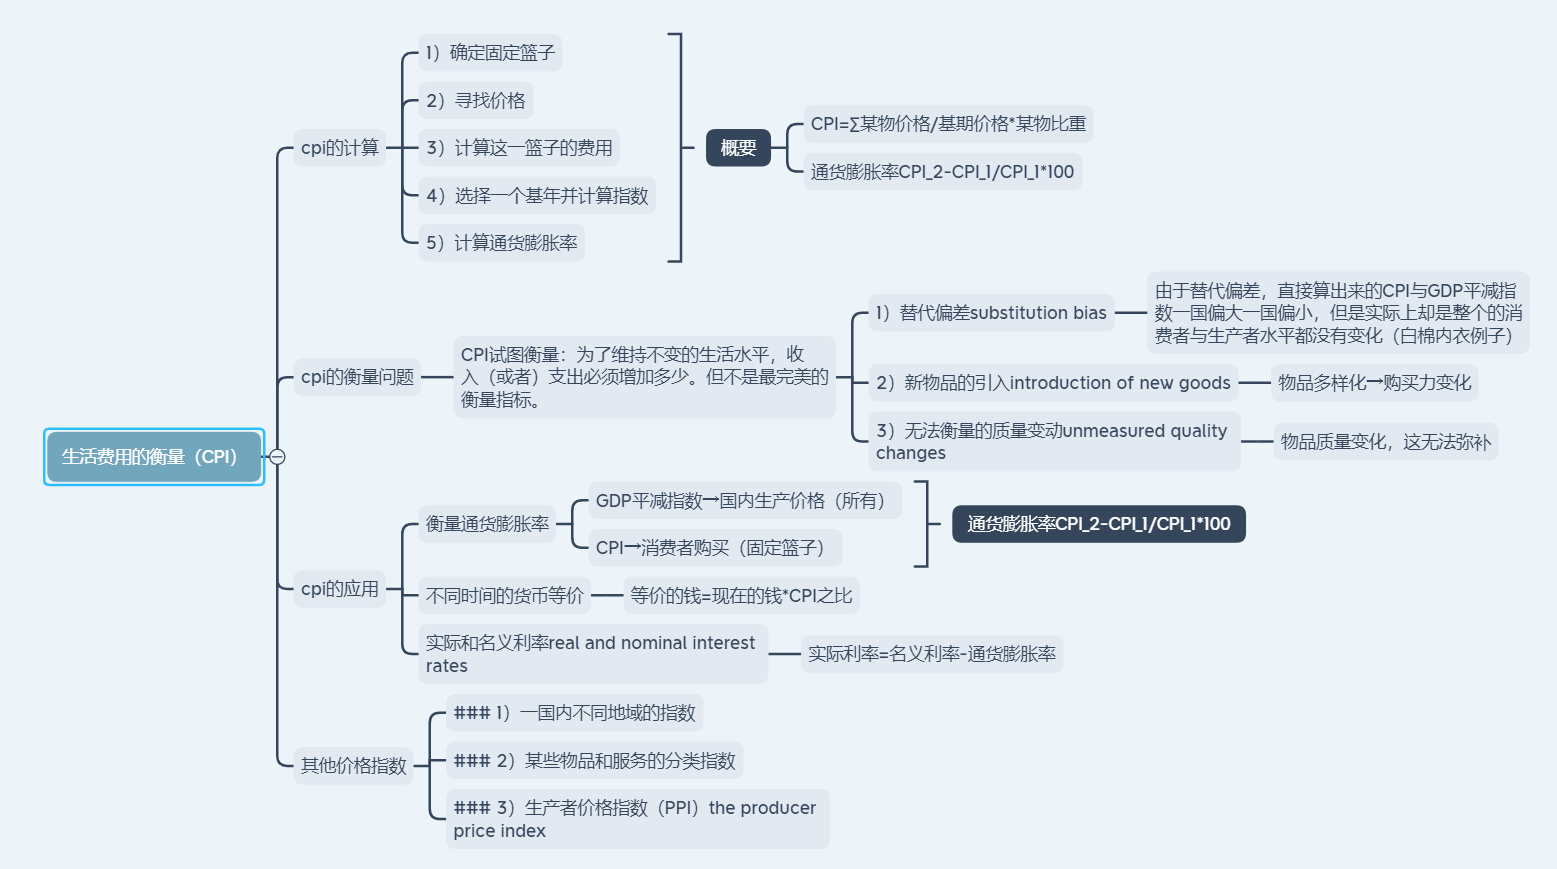 生活费用的衡量（CPI）
cpi的计算
1）确定固定篮子
2）寻找价格
3）计算这一篮子的费用
4）选择一个基年并计算指数
5）计算通货膨胀率
概要
CPI=∑某物价格/基期价格*某物比重
通货膨胀率CPI_2-CPI_1/CPI_1*100
cpi的衡量问题
CPI试图衡量：为了维持不变的生活水平，收
入（或者）支出必须增加多少。但不是最完美的
衡量指标。
1）替代偏差substitution bias
由于替代偏差，直接算出来的CPI与GDP平减指
数一国偏大一国偏小，但是实际上却是整个的消
费者与生产者水平都没有变化（白棉内衣例子）
2）新物品的引入introduction of new goods
物品多样化→购买力变化
3）无法衡量的质量变动unmeasured quality
changes
物品质量变化，这无法弥补
cpi的应用
衡量通货膨胀率
GDP平减指数→国内生产价格（所有）
CPI→消费者购买（固定篮子）
通货膨胀率CPI_2-CPI_1/CPI_1*100
不同时间的货币等价
等价的钱=现在的钱*CPI之比
实际和名义利率real and nominal interest
rates
实际利率=名义利率-通货膨胀率
其他价格指数
### 1）一国内不同地域的指数
### 2）某些物品和服务的分类指数
### 3）生产者价格指数（PPI）the producer
price index